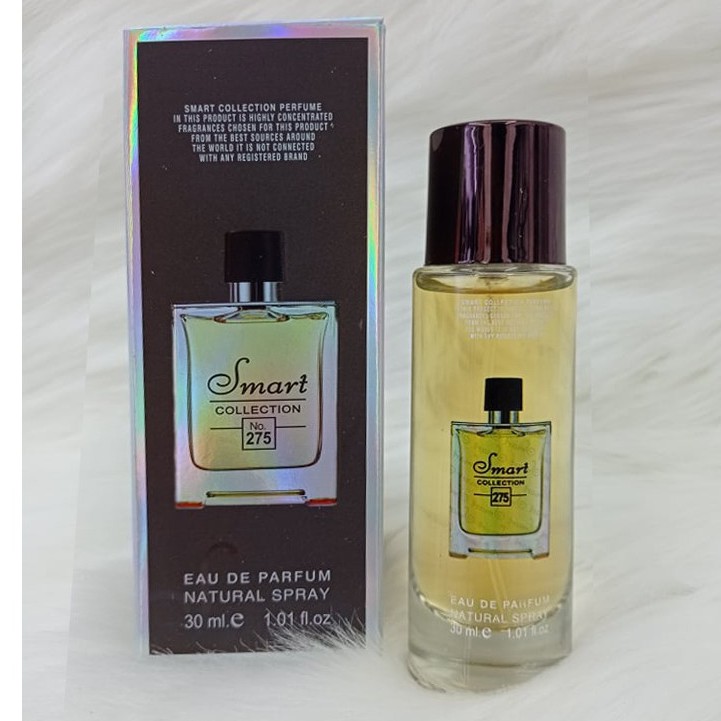 SMART COLLECTION PERFUME
IN THIS PRODUCT IS HIGHLY CONCENTRATED
FRAGRANCES CHOSEN FOR THIS PRODUCT
FROM THE BEST SOURCES AROUND
THE WORLD IT IS NOT CONNECTED
WITH ANY REGISTERED BRAND
Smart
COLLECTION
No.
275
EAU DE PARFUM
NATURAL SPRAY
30 ml.e 1.01 fl.oz
SMART COLLECTION PERFUME
Smart
COLLECTION
275
EAU DE PARFUM
NATURAL SPRAY
30 ml.e 1.01 fl.oz